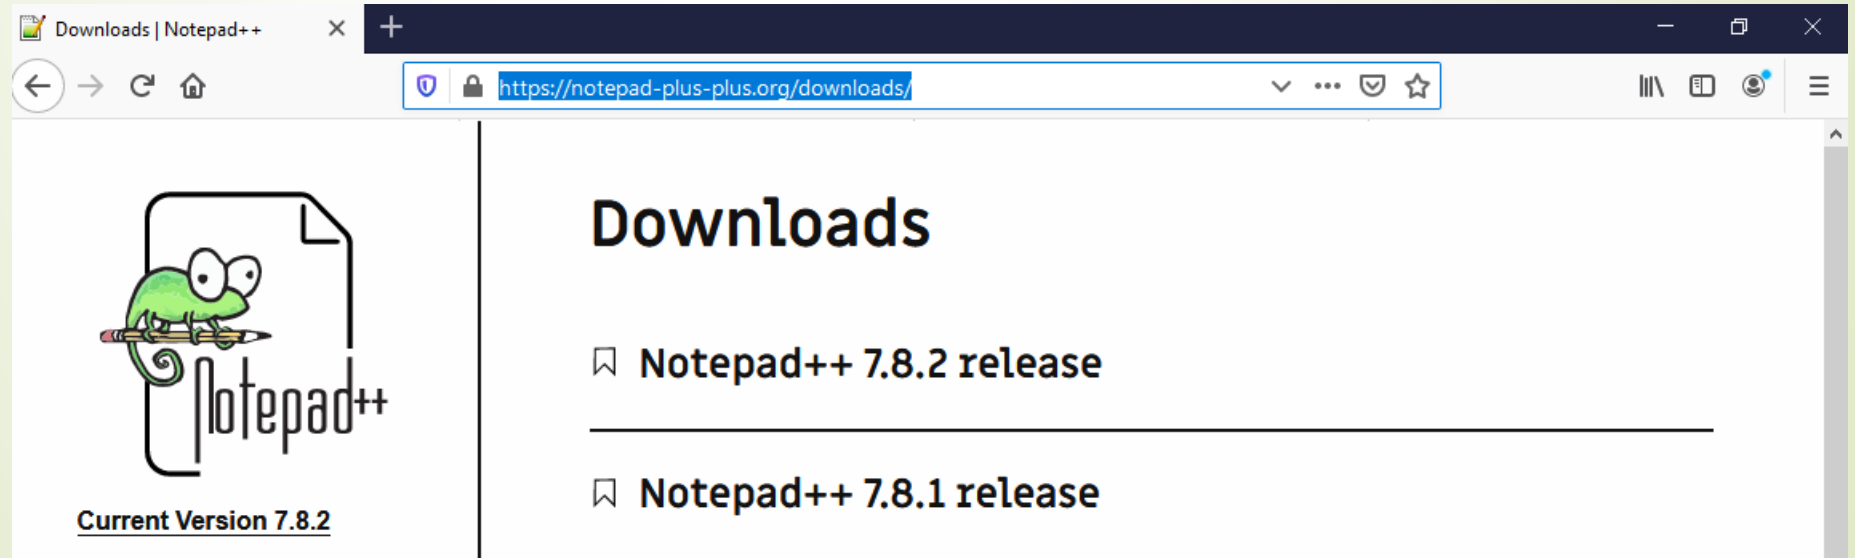 Downloads | Notepad++
https://notepad-plus-plus.org/downloads/
Notepad++
Current Version 7.8.2
Downloads
Notepad++ 7.8.2 release
Notepad++ 7.8.1 release